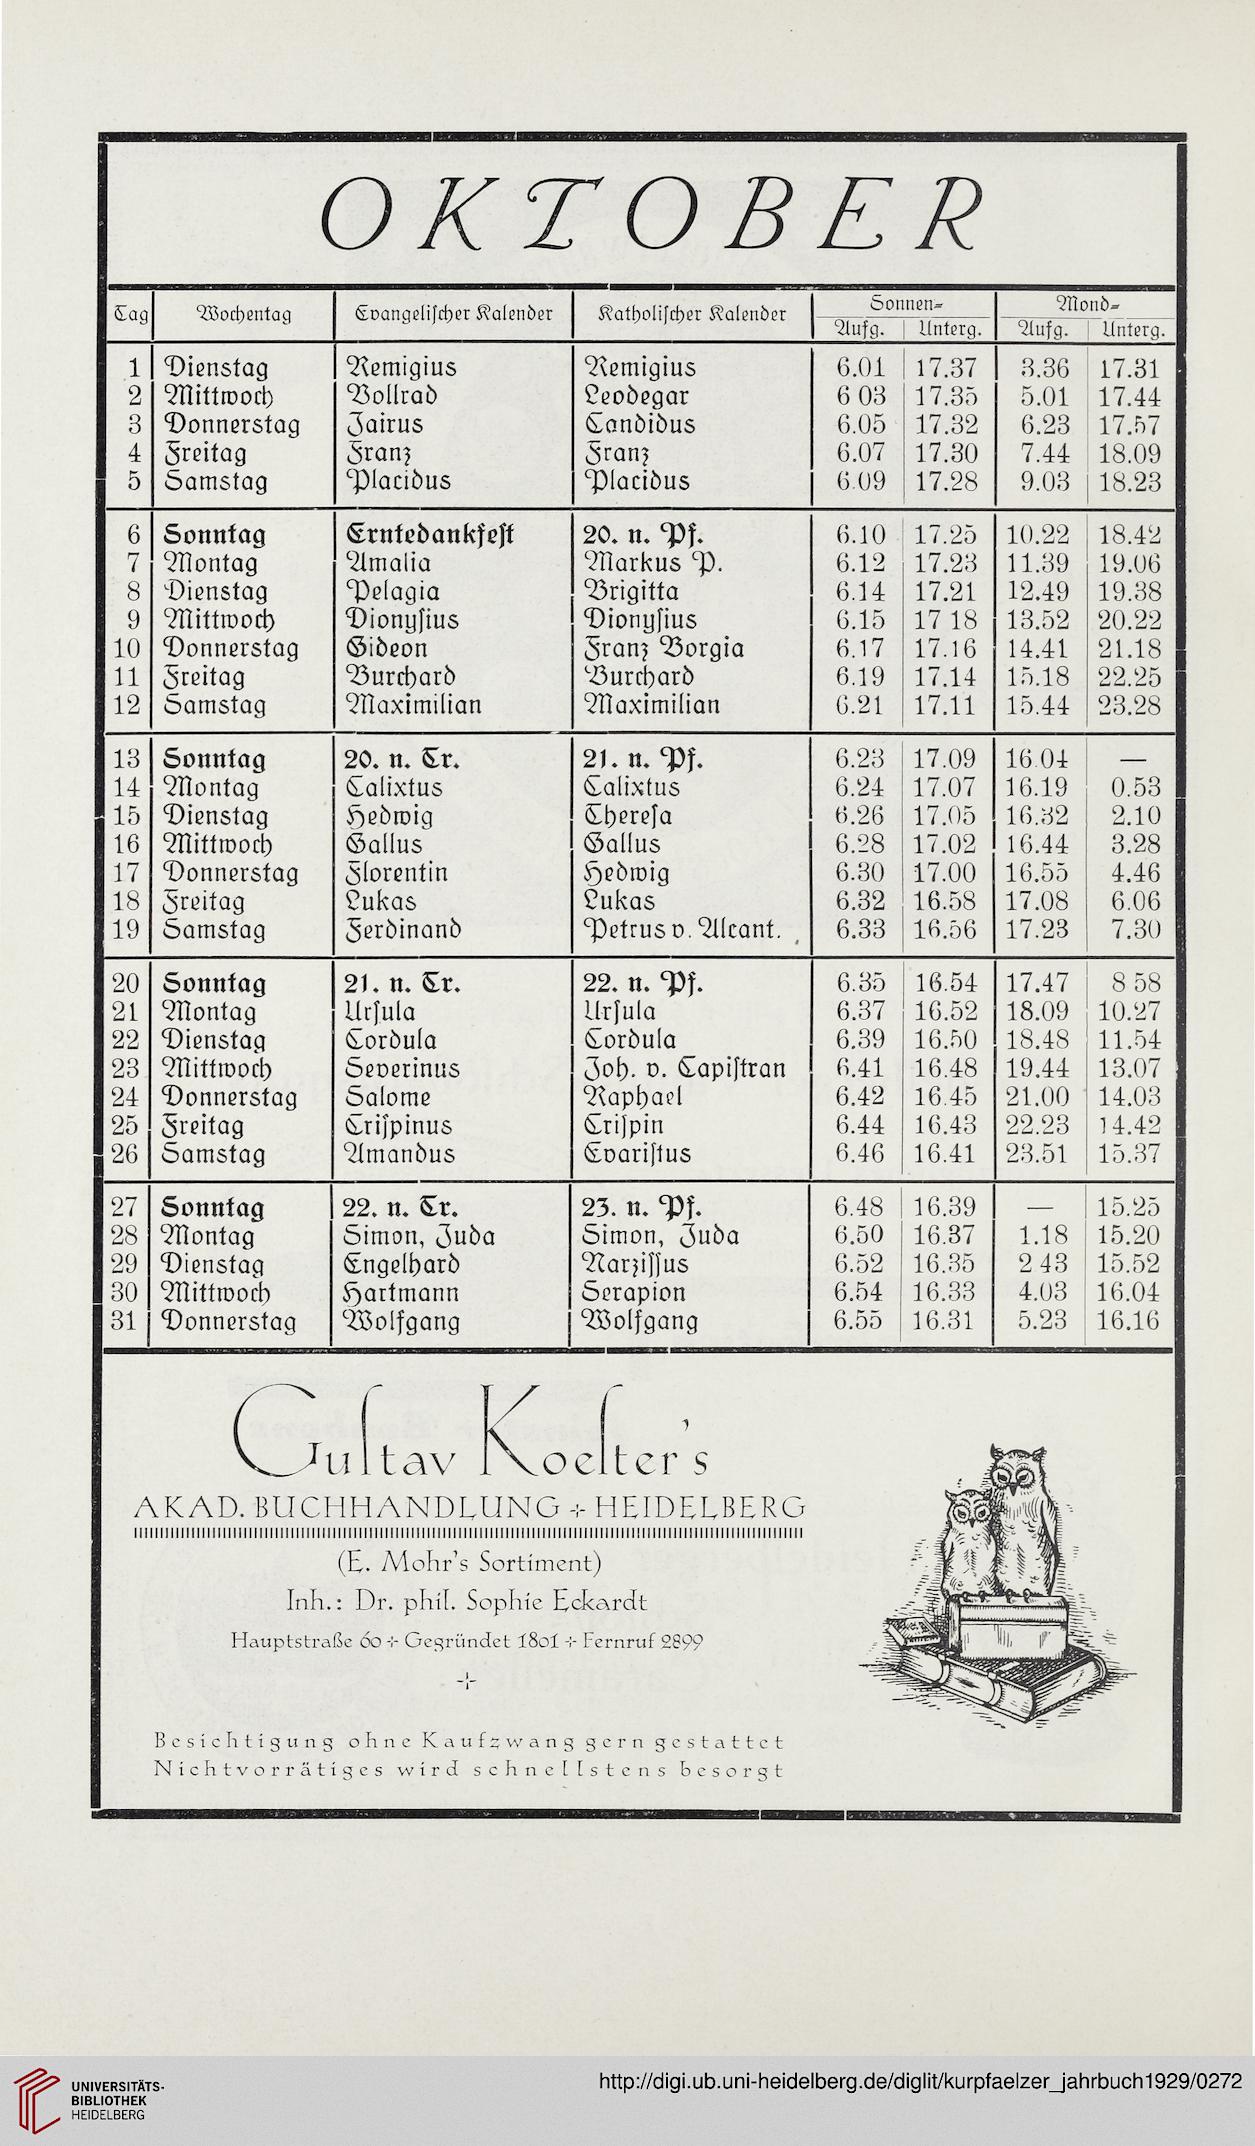 OKTOBER
Tag Wochentag Evangelischer Kalender Katholischer Kalender Sonnen= Mond=
Aufg. Unterg. Aufg. Unterg.
1 Dienstag Remigius Remigius 6.01 17.37 3.36 17.31
2 Mittwoch Vollrad Leodegar 6 03 17.35 5.01 17.44
3 Donnerstag Jairus Candidus 6.05 17.32 6.23 17.57
4 Freitag Franz Franz 6.07 17.30 7.44 18.09
5 Samstag Placidus Placidus 6.09 17.28 9.03 18.23
6 Sonntag Erntedankfest 20. n. Pf. 6.10 17.25 10.22 18.42
7 Montag Amalia Markus P. 6.12 17.23 11.39 19.06
8 Dienstag Pelagia Brigitta 6.14 17.21 12.49 19.38
9 Mittwoch Dionysius Dionysius 6.15 17 18 13.52 20.22
10 Donnerstag Gideon Franz Borgia 6.17 17.16 14.41 21.18
11 Freitag Burchard Burchard 6.19 17.14 15.18 22.25
12 Samstag Maximilian Maximilian 6.21 17.11 15.44 23.28
13 Sonntag 20. n. Tr. 21. n. Pf. 6.23 17.09 16.04 —
14 Montag Calixtus Calixtus 6.24 17.07 16.19 0.53
15 Dienstag Hedwig Theresa 6.26 17.05 16.32 2.10
16 Mittwoch Gallus Gallus 6.28 17.02 16.44 3.28
17 Donnerstag Florentin Hedwig 6.30 17.00 16.55 4.46
18 Freitag Lukas Lukas 6.32 16.58 17.08 6.06
19 Samstag Ferdinand Petrus v. Alcant. 6.33 16.56 17.23 7.30
20 Sonntag 21. n. Tr. 22. n. Pf. 6.35 16.54 17.47 8 58
21 Montag Ursula Ursula 6.37 16.52 18.09 10.27
22 Dienstag Cordula Cordula 6.39 16.50 18.48 11.54
23 Mittwoch Severinus Joh. v. Capistran 6.41 16.48 19.44 13.07
24 Donnerstag Salome Raphael 6.42 16.45 21.00 14.03
25 Freitag Crispinus Crispin 6.44 16.43 22.23 14.42
26 Samstag Amandus Evaristus 6.46 16.41 23.51 15.37
27 Sonntag 22. n. Tr. 23. n. Pf. 6.48 16.39 — 15.25
28 Montag Simon, Juda Simon, Juda 6.50 16.37 1.18 15.20
29 Dienstag Engelhard Narzissus 6.52 16.35 2 43 15.52
30 Mittwoch Hartmann Serapion 6.54 16.33 4.03 16.04
31 Donnerstag Wolfgang Wolfgang 6.55 16.31 5.23 16.16
Gustav Koester's
AKAD. BUCHHANDLUNG ÷ HEIDELBERG
(E. Mohr's Sortiment)
Inh.: Dr. phil. Sophie Eckardt
Hauptstraße 60 ÷ Gegründet 1801 ÷ Fernruf 2899
Besichtigung ohne Kaufzwang gern gestattet
Nichtvorrätiges wird schnellstens besorgt
UNIVERSITÄTS-
BIBLIOTHEK
HEIDELBERG
http://digi.ub.uni-heidelberg.de/diglit/kurpfaelzer_jahrbuch1929/0272